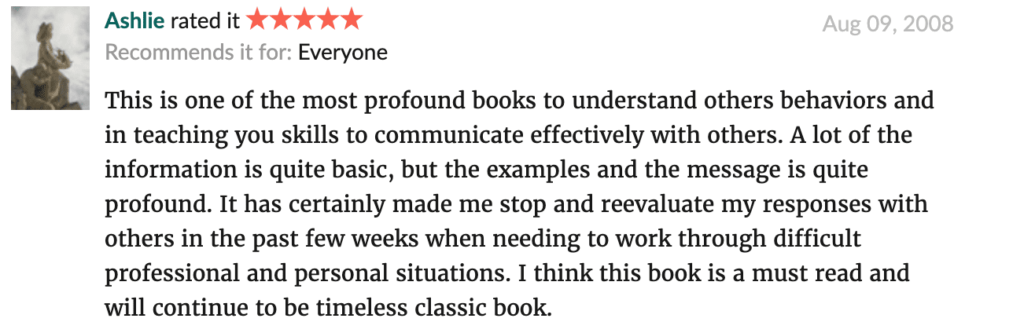 Ashlie rated it ★★★★★ Aug 09, 2008
Recommends it for: Everyone
This is one of the most profound books to understand others behaviors and
in teaching you skills to communicate effectively with others. A lot of the
information is quite basic, but the examples and the message is quite
profound. It has certainly made me stop and reevaluate my responses with
others in the past few weeks when needing to work through difficult
professional and personal situations. I think this book is a must read and
will continue to be timeless classic book.